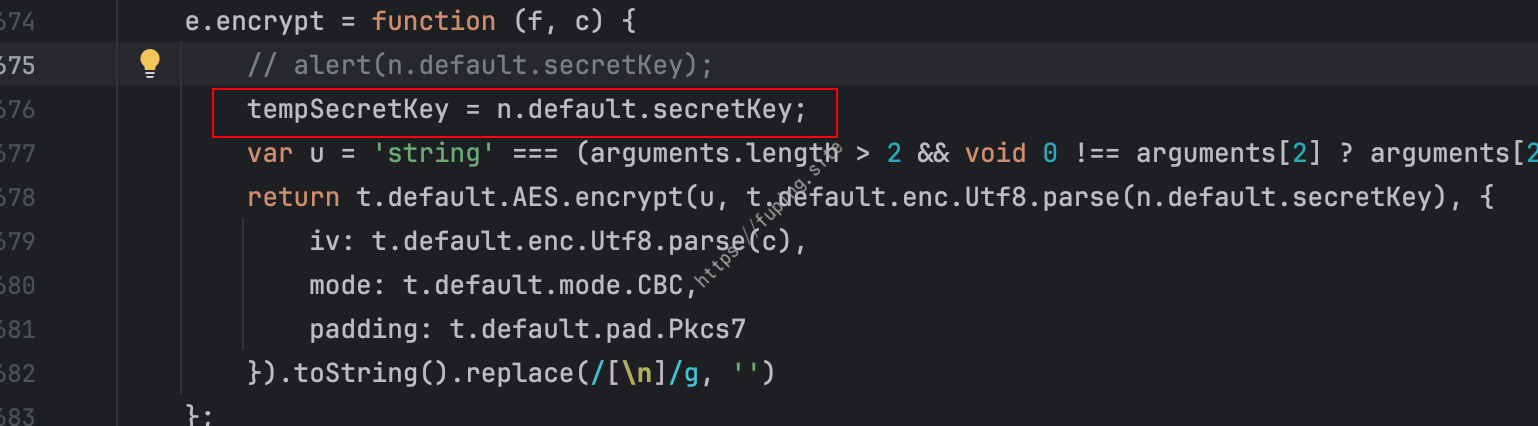 674 e.encrypt = function (f, c) {
675 // alert(n.default.secretKey);
676 tempSecretKey = n.default.secretKey;
677 var u = 'string' === (arguments.length > 2 && void 0 !== arguments[2] ? arguments[2
678 return t.default.AES.encrypt(u, t.default.enc.Utf8.parse(n.default.secretKey), {
679 iv: t.default.enc.Utf8.parse(c),
680 mode: t.default.mode.CBC,
681 padding: t.default.pad.Pkcs7
682 }).toString().replace(/[\n]/g, '')
683 };
https://fuping.site